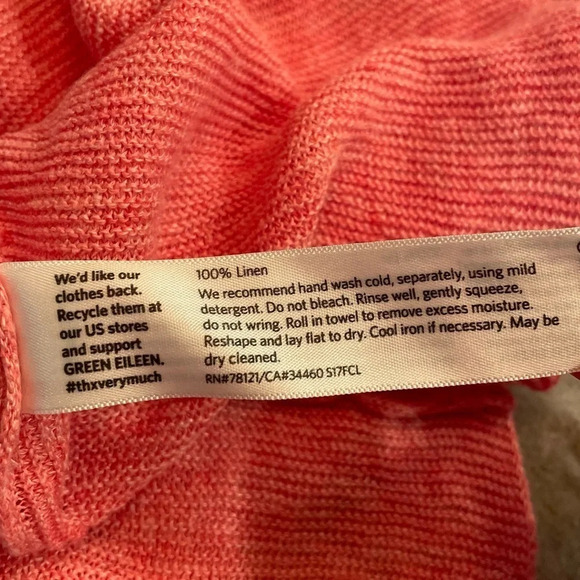 We'd like our
clothes back.
Recycle them at
our US stores
and support
GREEN EILEEN.
#thxverymuch
100% Linen
We recommend hand wash cold, separately, using mild
detergent. Do not bleach. Rinse well, gently squeeze,
do not wring. Roll in towel to remove excess moisture.
Reshape and lay flat to dry. Cool iron if necessary. May be
dry cleaned.
RN#78121/CA#34460 S17FCL